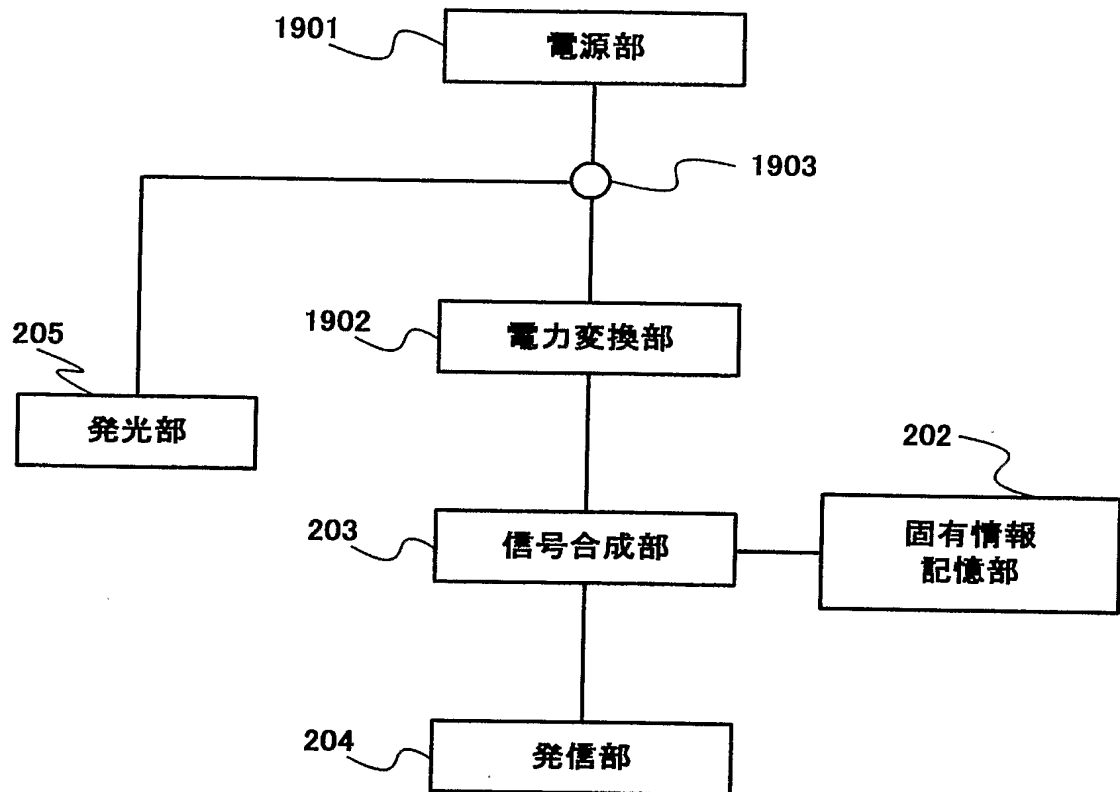 1901
電源部
1903
1902
電力変換部
205
発光部
202
203
信号合成部
固有情報
記憶部
204
発信部